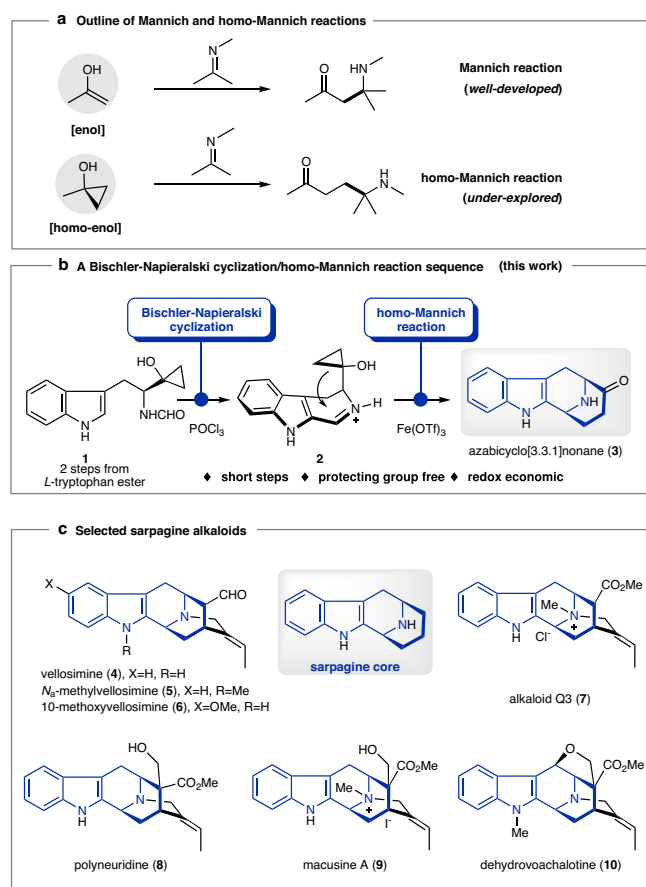 a Outline of Mannich and homo-Mannich reactions
OH
[enol]
N
O
HN
Mannich reaction
(well-developed)
OH
[homo-enol]
N
O
H
N
homo-Mannich reaction
(under-explored)
b A Bischler-Napieralski cyclization/homo-Mannich reaction sequence (this work)
Bischler-Napieralski
cyclization
homo-Mannich
reaction
HO
NHCHO
N
H
1
2 steps from
L-tryptophan ester
POCl3
OH
N-H
+
N
H
2
Fe(OTf)3
O
NH
N
H
azabicyclo[3.3.1]nonane (3)
♦ short steps ♦ protecting group free ♦ redox economic
c Selected sarpagine alkaloids
X
CHO
N
N
R
vellosimine (4), X=H, R=H
Na-methylvellosimine (5), X=H, R=Me
10-methoxyvellosimine (6), X=OMe, R=H
NH
N
H
sarpagine core
CO2Me
Me
N
+
N
H
Cl-
alkaloid Q3 (7)
HO
CO2Me
N
N
H
polyneuridine (8)
HO
CO2Me
Me
N
+
N
H
I-
macusine A (9)
O
CO2Me
N
N
Me
dehydrovoachalotine (10)